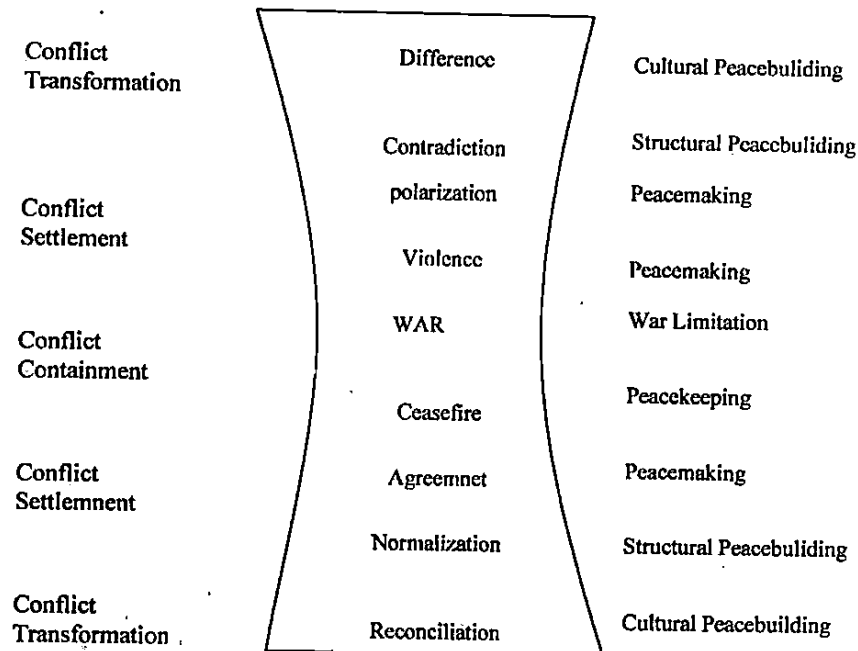 Conflict
Transformation
Difference
Cultural Peacebuliding
Contradiction
Structural Peacebuliding
Conflict
Settlement
polarization
Peacemaking
Violence
Peacemaking
Conflict
Containment
WAR
War Limitation
Ceasefire
Peacekeeping
Conflict
Settlemnent
Agreemnet
Peacemaking
Normalization
Structural Peacebuliding
Conflict
Transformation
Reconciliation
Cultural Peacebuilding